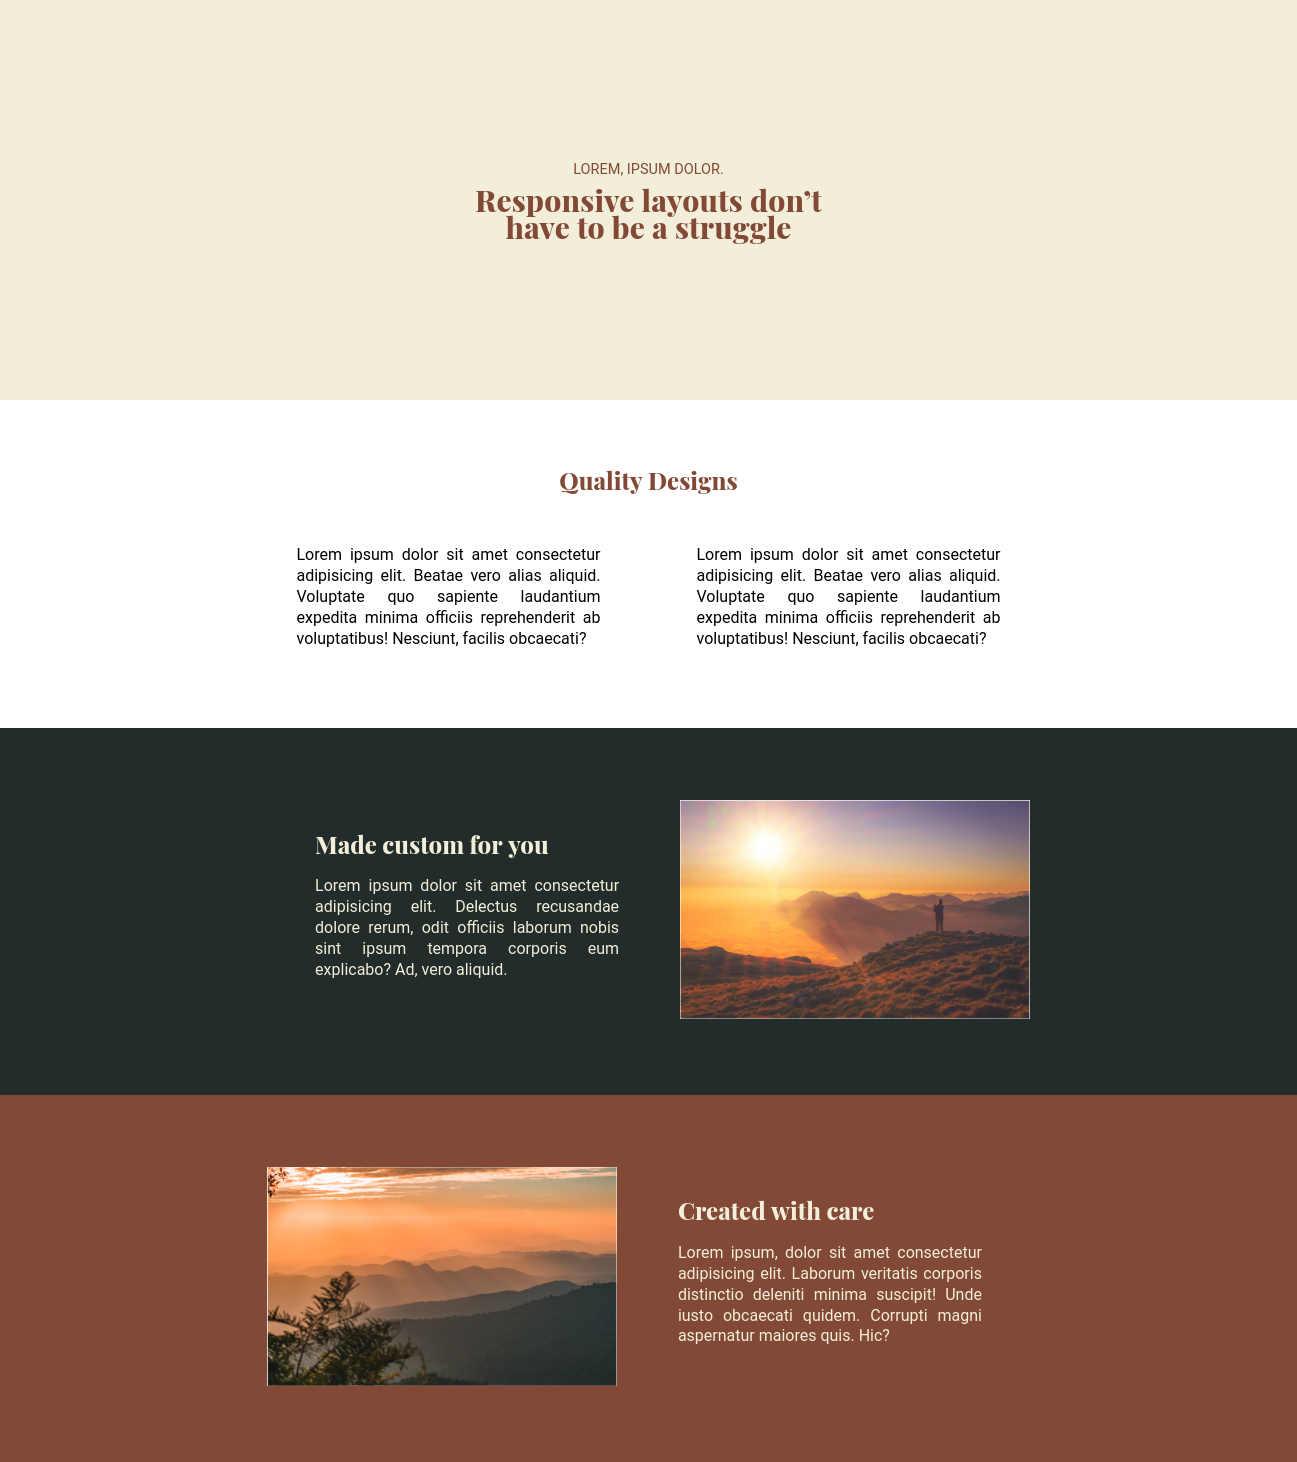 LOREM, IPSUM DOLOR.
Responsive layouts don’t
have to be a struggle
Quality Designs
Lorem ipsum dolor sit amet consectetur
adipisicing elit. Beatae vero alias aliquid.
Voluptate quo sapiente laudantium
expedita minima officiis reprehenderit ab
voluptatibus! Nesciunt, facilis obcaecati?
Lorem ipsum dolor sit amet consectetur
adipisicing elit. Beatae vero alias aliquid.
Voluptate quo sapiente laudantium
expedita minima officiis reprehenderit ab
voluptatibus! Nesciunt, facilis obcaecati?
Made custom for you
Lorem ipsum dolor sit amet consectetur
adipisicing elit. Delectus recusandae
dolore rerum, odit officiis laborum nobis
sint ipsum tempora corporis eum
explicabo? Ad, vero aliquid.
Created with care
Lorem ipsum, dolor sit amet consectetur
adipisicing elit. Laborum veritatis corporis
distinctio deleniti minima suscipit! Unde
iusto obcaecati quidem. Corrupti magni
aspernatur maiores quis. Hic?